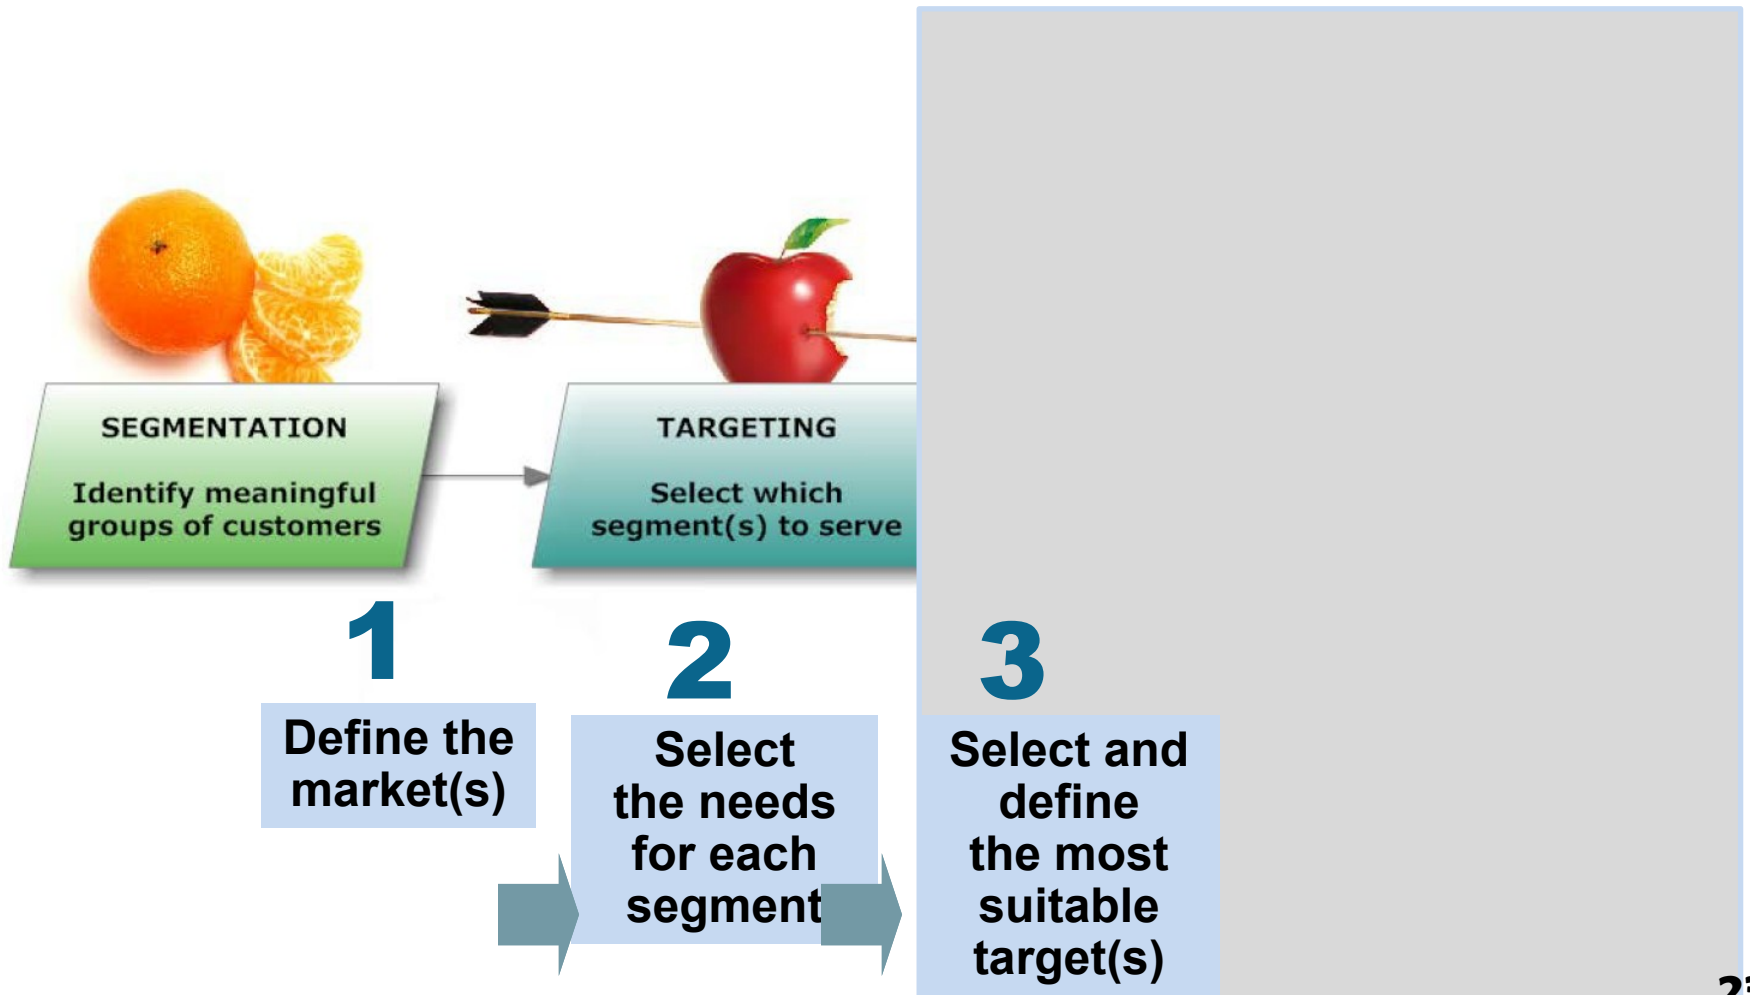 SEGMENTATION
Identify meaningful
groups of customers
TARGETING
Select which
segment(s) to serve
1
Define the
market(s)
2
Select
the needs
for each
segment
3
Select and
define
the most
suitable
target(s)